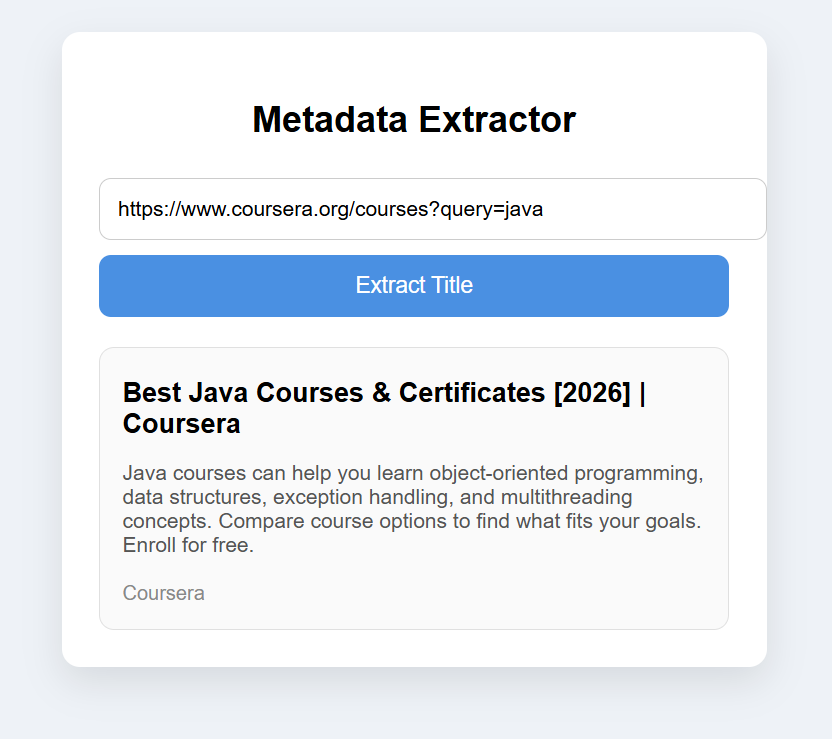 Metadata Extractor
https://www.coursera.org/courses?query=java
Extract Title
Best Java Courses & Certificates [2026] |
Coursera
Java courses can help you learn object-oriented programming,
data structures, exception handling, and multithreading
concepts. Compare course options to find what fits your goals.
Enroll for free.
Coursera